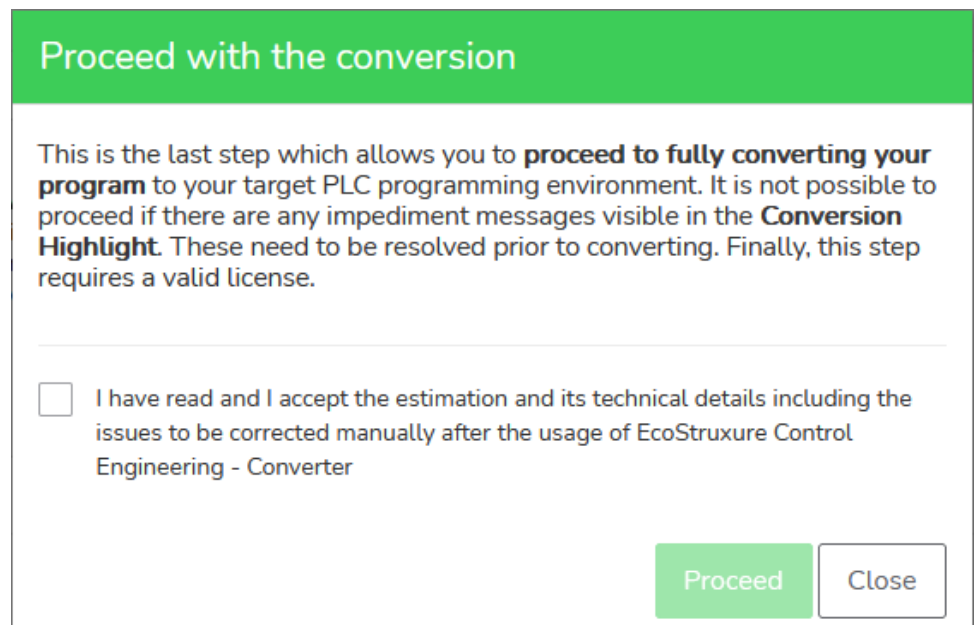 Proceed with the conversion
This is the last step which allows you to proceed to fully converting your
program to your target PLC programming environment. It is not possible to
proceed if there are any impediment messages visible in the Conversion
Highlight. These need to be resolved prior to converting. Finally, this step
requires a valid license.
I have read and I accept the estimation and its technical details including the
issues to be corrected manually after the usage of EcoStruxure Control
Engineering - Converter
Proceed Close